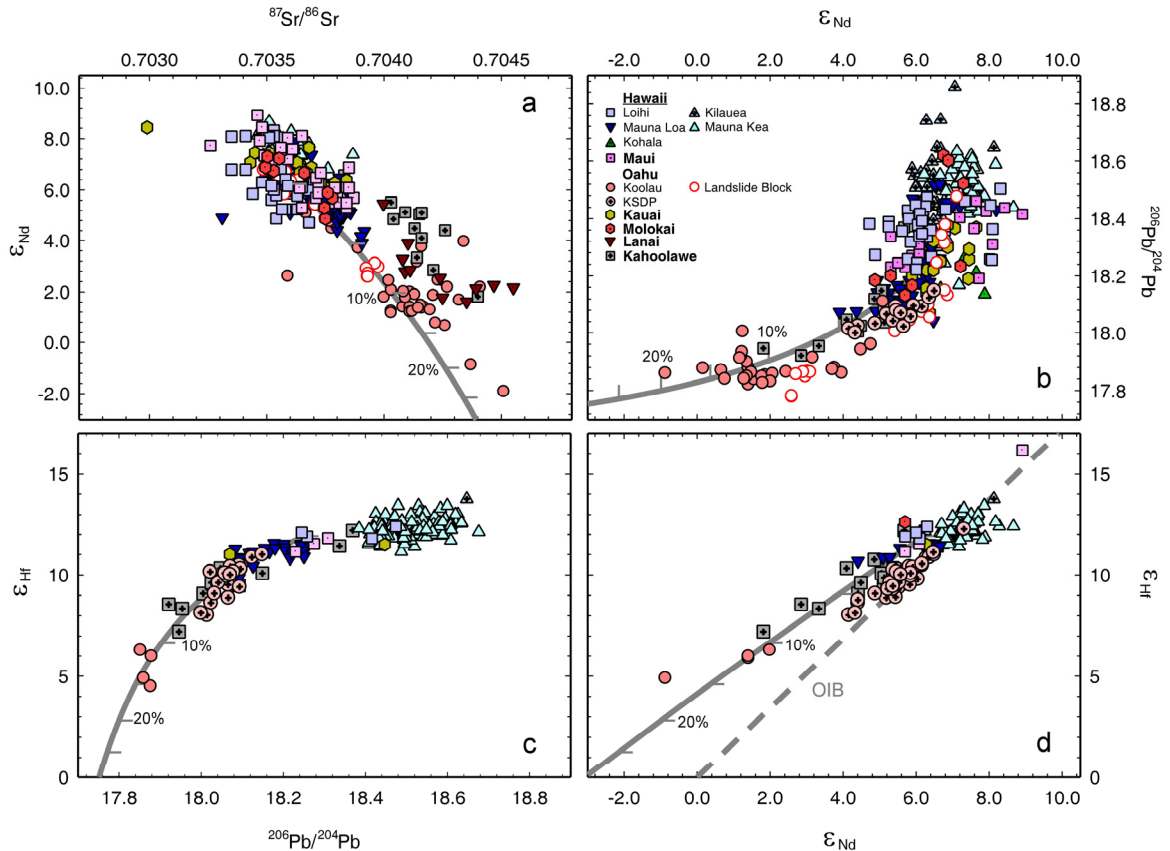 ⁸⁷Sr/⁸⁶Sr
0.7030 0.7035 0.7040 0.7045
εNd
-2.0 0.0 2.0 4.0 6.0 8.0 10.0
10.0
8.0
6.0
4.0
2.0
0.0
-2.0
εNd
a
10%
20%
Hawaii
Loihi Kilauea
Mauna Loa Mauna Kea
Kohala
Maui
Oahu
Koolau Landslide Block
KSDP
Kauai
Molokai
Lanai
Kahoolawe
10%
20%
b
18.8
18.6
18.4
18.2
18.0
17.8
²⁰⁶Pb/²⁰⁴Pb
15
10
5
0
εHf
10%
20%
c
17.8 18.0 18.2 18.4 18.6 18.8
²⁰⁶Pb/²⁰⁴Pb
10%
20%
OIB
d
15
10
5
0
εHf
-2.0 0.0 2.0 4.0 6.0 8.0 10.0
εNd